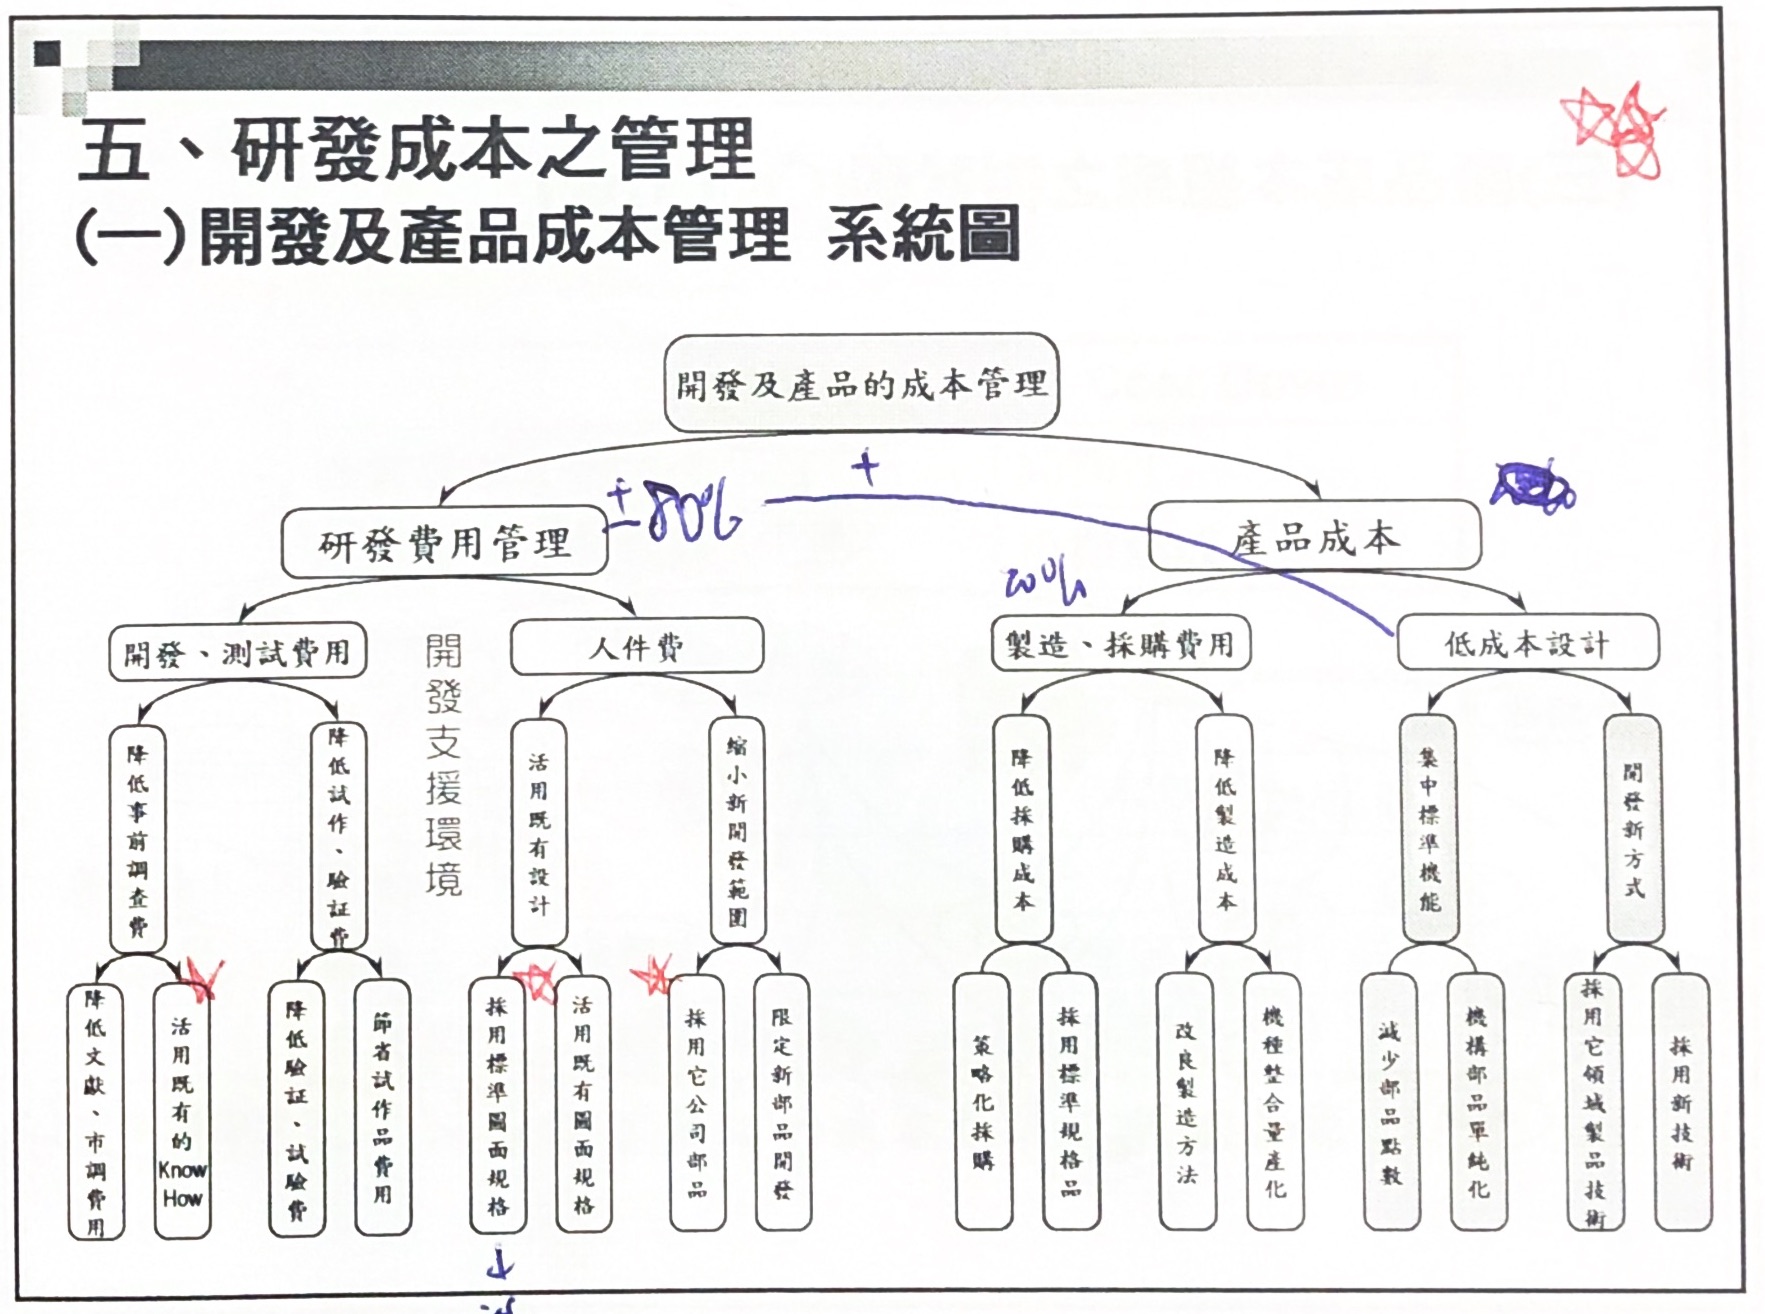 五、研發成本之管理
(一)開發及產品成本管理 系統圖
開發及產品的成本管理
+
研發費用管理
± 80%
產品成本
20%
開發、測試費用
人件費
製造、採購費用
低成本設計
開發支援環境
降低事前調查費
降低試作、驗証費
活用既有設計
縮小新開發範圍
降低採購成本
降低製造成本
集中標準機能
開發新方式
降低文獻、市調費用
活用既有的Know How
降低驗証、試驗費
節省試作品費用
採用標準圖面規格
活用既有圖面規格
採用它公司部品
限定新部品開發
策略化採購
採用標準規格品
改良製造方法
機種整合量產化
減少部品點數
機構部品單純化
採用它領域製品技術
採用新技術